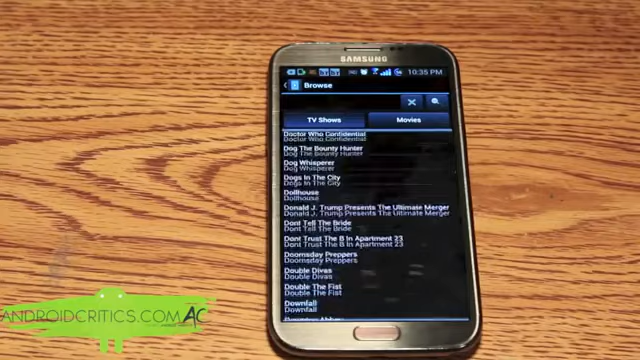 SAMSUNG
10:35 PM
Browse
TV Shows
Movies
Doctor Who Confidential
Doctor Who Confidential
Dog The Bounty Hunter
Dog The Bounty Hunter
Dog Whisperer
Dog Whisperer
Dogs In The City
Dogs In The City
Dollhouse
Dollhouse
Donald J. Trump Presents The Ultimate Merger
Donald J. Trump Presents The Ultimate Merger
Dont Tell The Bride
Dont Tell The Bride
Dont Trust The B In Apartment 23
Dont Trust The B In Apartment 23
Doomsday Preppers
Doomsday Preppers
Double Divas
Double Divas
Double The Fist
Double The Fist
Downfall
Downfall
ANDROIDCRITICS.COM AC